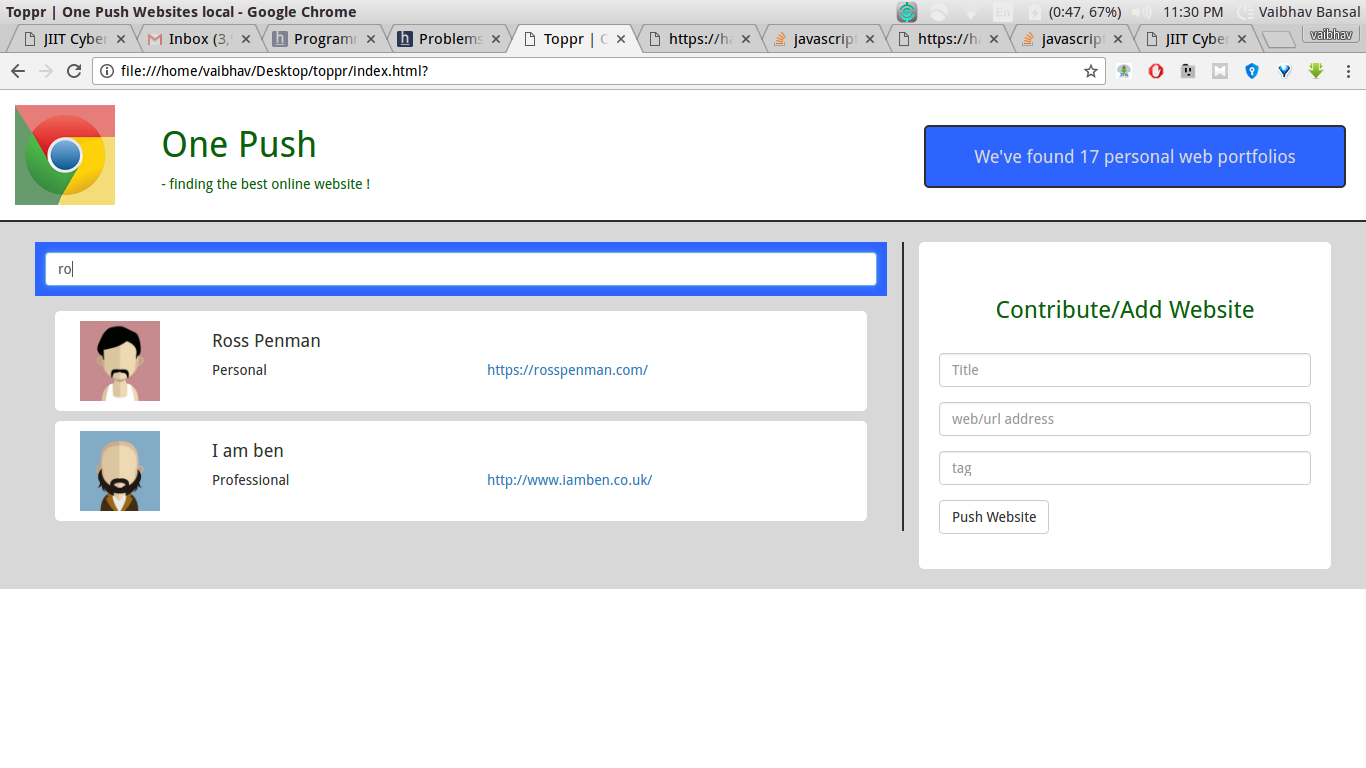 Toppr | One Push Websites local - Google Chrome
En (0:47, 67%) 11:30 PM Vaibhav Bansal
JIIT Cyber Inbox (3, Programm Problems Toppr | https://ha javascript https://ha javascript JIIT Cyber vaibhav
file:///home/vaibhav/Desktop/toppr/index.html?
One Push
- finding the best online website !
We've found 17 personal web portfolios
ro
Ross Penman
Personal https://rosspenman.com/
I am ben
Professional http://www.iamben.co.uk/
Contribute/Add Website
TItle
web/url address
tag
Push Website